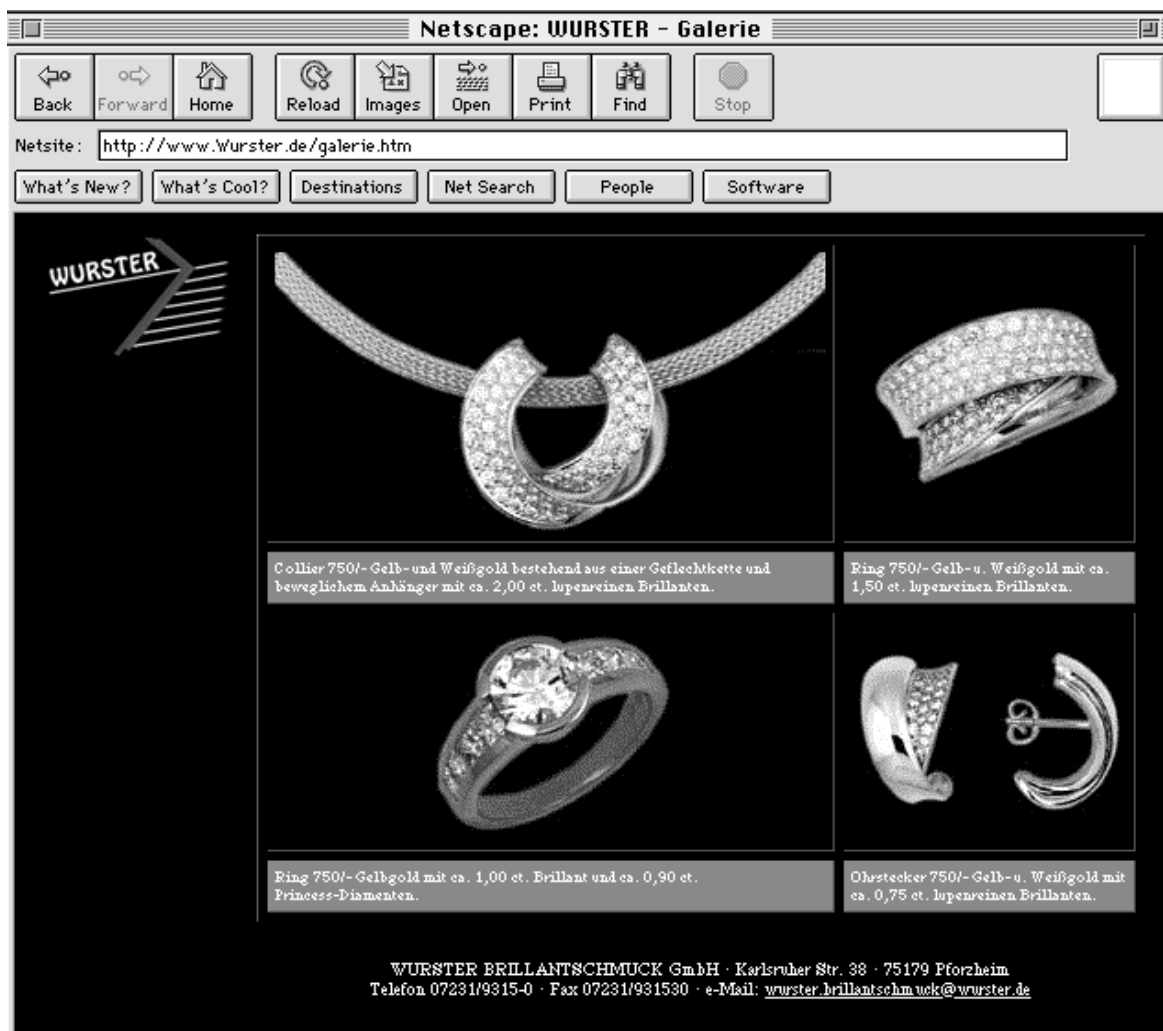 Netscape: WURSTER – Galerie
Back Forward Home Reload Images Open Print Find Stop
Netsite: http://www.Wurster.de/galerie.htm
What's New? What's Cool? Destinations Net Search People Software
WURSTER
Collier 750/- Gelb- und Weißgold bestehend aus einer Geflechtkette und
beweglichem Anhänger mit ca. 2,00 ct. lupenreinen Brillanten.
Ring 750/- Gelb- u. Weißgold mit ca.
1,50 ct. lupenreinen Brillanten.
Ring 750/- Gelbgold mit ca. 1,00 ct. Brillant und ca. 0,90 ct.
Princess-Diamenten.
Ohrstecker 750/- Gelb- u. Weißgold mit
ca. 0,75 ct. lupenreinen Brillanten.
WURSTER BRILLANTSCHMUCK GmbH · Karlsruher Str. 38 · 75179 Pforzheim
Telefon 07231/9315-0 · Fax 07231/931530 · e-Mail: wurster.brillantschmuck@wurster.de